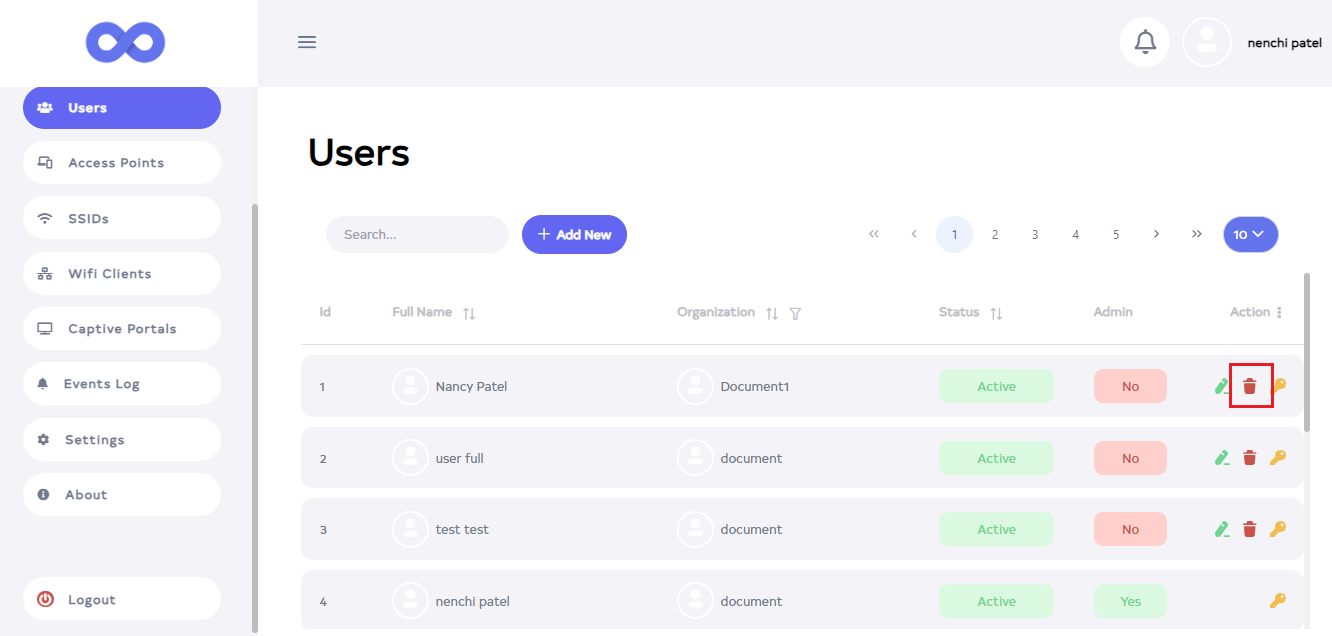 nenchi patel
Users
Access Points
SSIDs
Wifi Clients
Captive Portals
Events Log
Settings
About
Logout
Users
Search...
+ Add New
<< < 1 2 3 4 5 > >> 10
Id Full Name Organization Status Admin Action
1 Nancy Patel Document1 Active No
2 user full document Active No
3 test test document Active No
4 nenchi patel document Active Yes